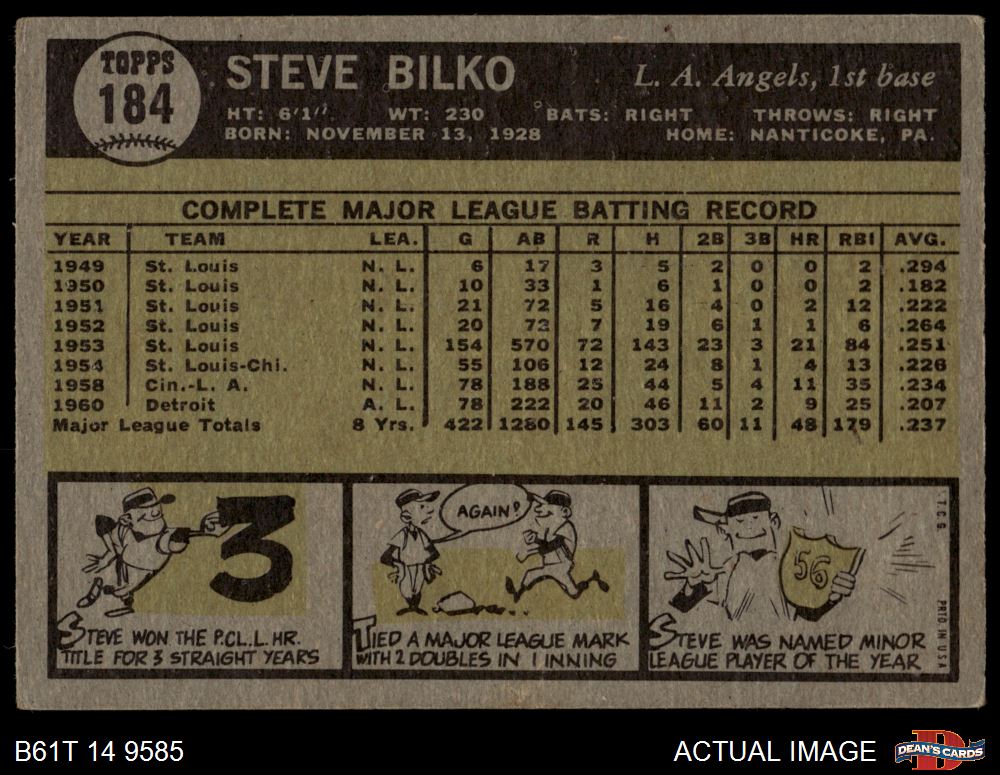 TOPPS
184
STEVE BILKO
L. A. Angels, 1st base
HT: 6'1" WT: 230 BATS: RIGHT THROWS: RIGHT
BORN: NOVEMBER 13, 1928 HOME: NANTICOKE, PA.
COMPLETE MAJOR LEAGUE BATTING RECORD
YEAR TEAM LEA. G AB R H 2B 3B HR RBI AVG.
1949 St. Louis N. L. 6 17 3 5 2 0 0 2 .294
1950 St. Louis N. L. 10 33 1 6 1 0 0 2 .182
1951 St. Louis N. L. 21 72 5 16 4 0 2 12 .222
1952 St. Louis N. L. 20 72 7 19 6 1 1 6 .264
1953 St. Louis N. L. 154 570 72 143 23 3 21 84 .251
1954 St. Louis-Chi. N. L. 55 106 12 24 8 1 4 13 .226
1958 Cin.-L. A. N. L. 78 188 25 44 5 4 11 35 .234
1960 Detroit A. L. 78 222 20 46 11 2 9 25 .207
Major League Totals 8 Yrs. 422 1280 145 303 60 11 48 179 .237
3
STEVE WON THE P.C.L. H.R.
TITLE FOR 3 STRAIGHT YEARS
AGAIN?
TIED A MAJOR LEAGUE MARK
WITH 2 DOUBLES IN 1 INNING
56
STEVE WAS NAMED MINOR
LEAGUE PLAYER OF THE YEAR
T.C.G.
PRTD. IN U.S.A.
B61T 14 9585
ACTUAL IMAGE
DEAN'S CARDS